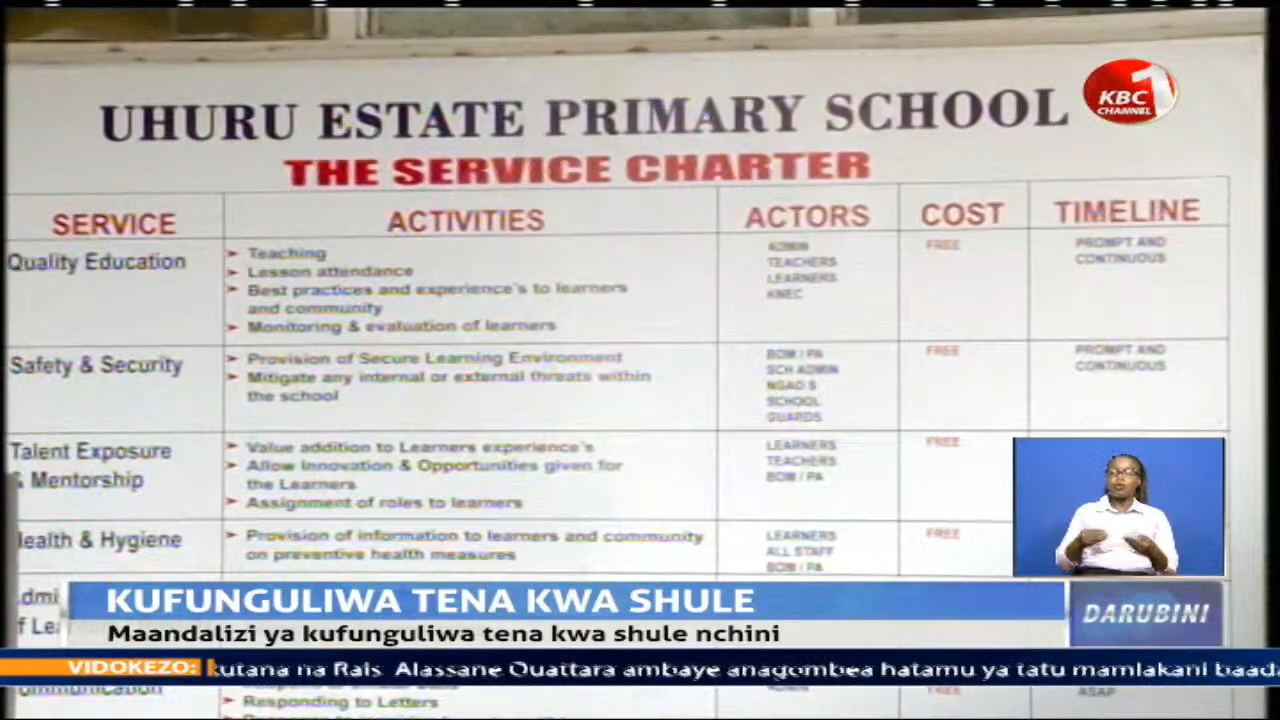 UHURU ESTATE PRIMARY SCHOOL
KBC 1
CHANNEL
THE SERVICE CHARTER
SERVICE ACTIVITIES ACTORS COST TIMELINE
Quality Education
➢ Teaching
➢ Lesson attendance
➢ Best practices and experience's to learners
and community
➢ Monitoring & evaluation of learners
ADMIN
TEACHERS
LEARNERS
KNEC
FREE
PROMPT AND
CONTINUOUS
Safety & Security
➢ Provision of Secure Learning Environment
➢ Mitigate any internal or external threats within
the school
BOM / PA
SCH ADMIN
NGAO S
SCHOOL
GUARDS
FREE
PROMPT AND
CONTINUOUS
Talent Exposure
& Mentorship
➢ Value addition to Learners experience's
➢ Allow Innovation & Opportunities given for
the Learners
➢ Assignment of roles to learners
LEARNERS
TEACHERS
BOM / PA
FREE
Health & Hygiene
➢ Provision of information to learners and community
on preventive health measures
LEARNERS
ALL STAFF
BOM / PA
FREE
KUFUNGULIWA TENA KWA SHULE
Maandalizi ya kufunguliwa tena kwa shule nchini
DARUBINI
VIDOKEZO: kutana na Rais Alassane Ouattara ambaye anagombea hatamu ya tatu mamlakani baada
➢ Responding to Letters
ADMIN
FREE
ASAP